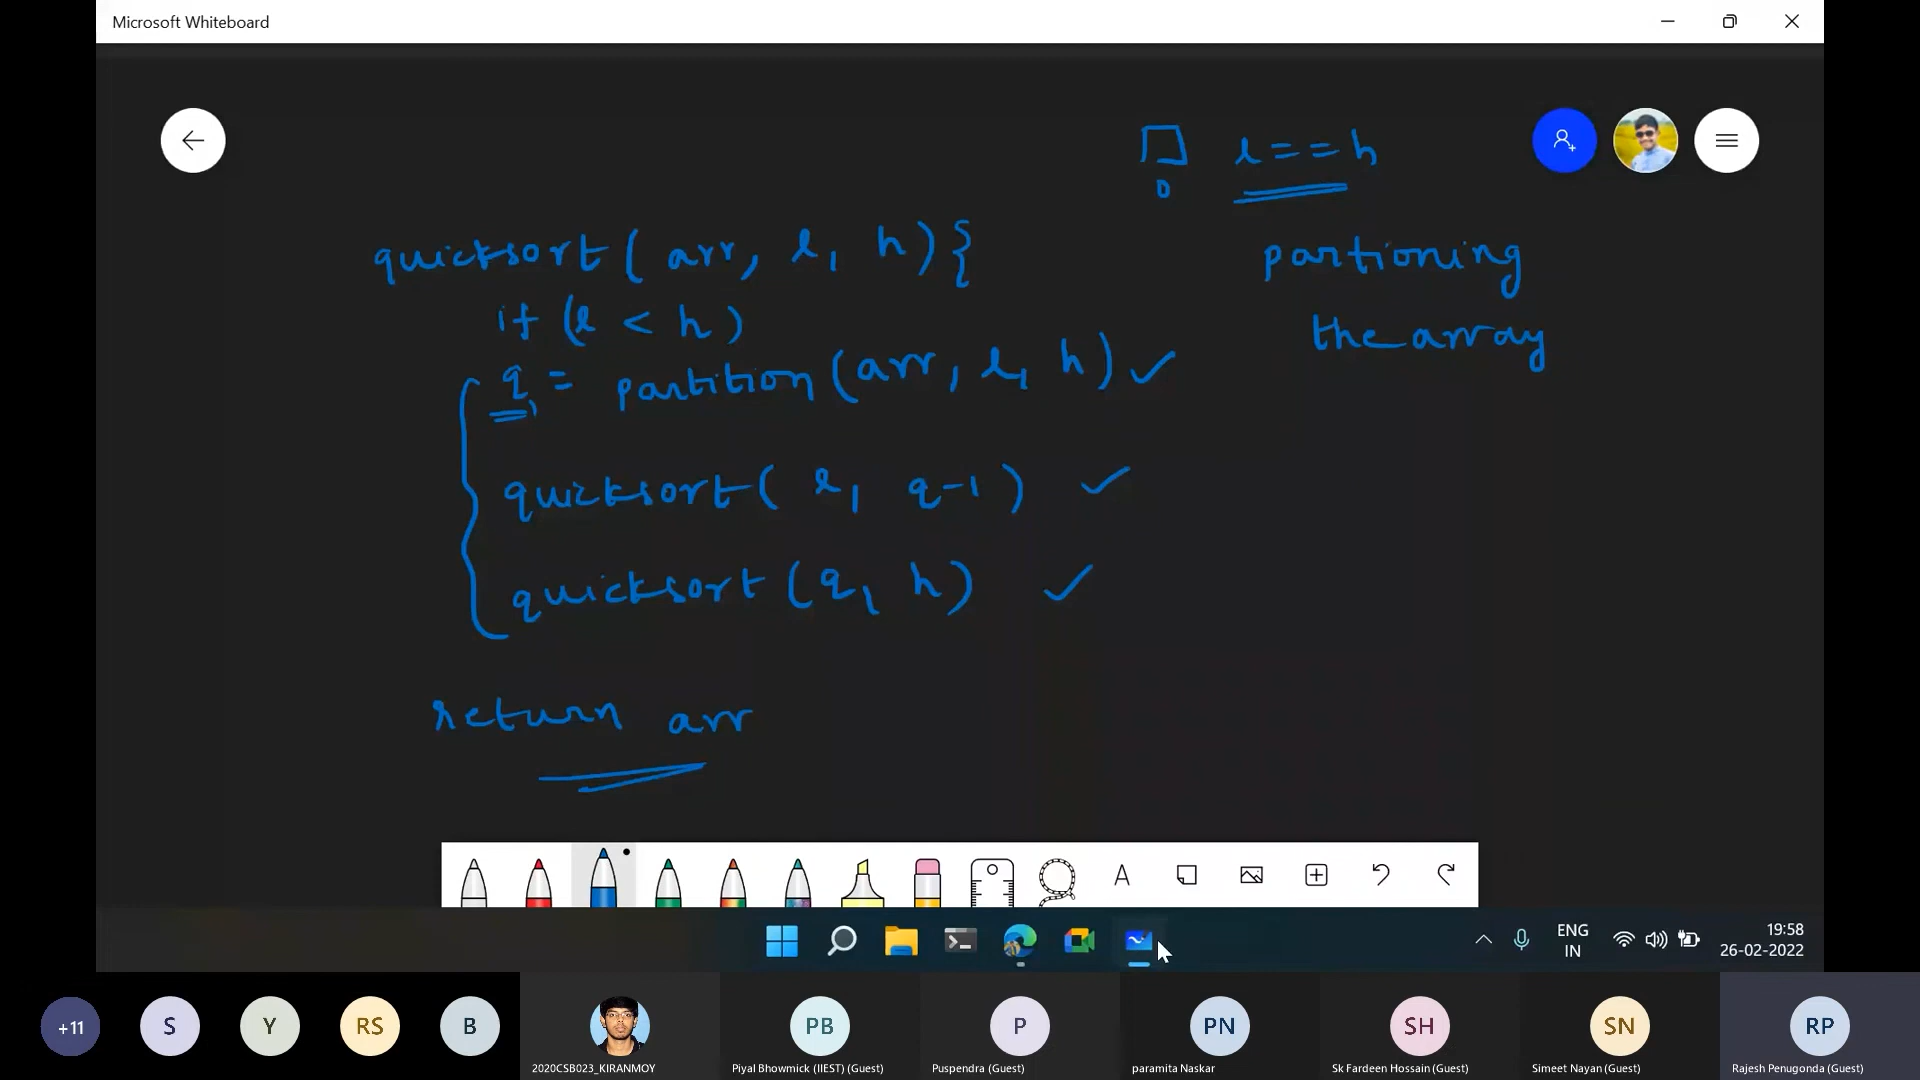 Microsoft Whiteboard
l==h
0
quicksort(arr, l, h){
partioning
the array
if (l < h)
q = partition(arr, l, h) ✓
quicksort( l, q-1 ) ✓
quicksort(q, h) ✓
return arr
A
ENG
IN
19:58
26-02-2022
+11
S
Y
RS
B
PB
P
PN
SH
SN
RP
2020CSB023_KIRANMOY
Piyal Bhowmick (IIEST) (Guest)
Puspendra (Guest)
paramita Naskar
Sk Fardeen Hossain (Guest)
Simeet Nayan (Guest)
Rajesh Penugonda (Guest)